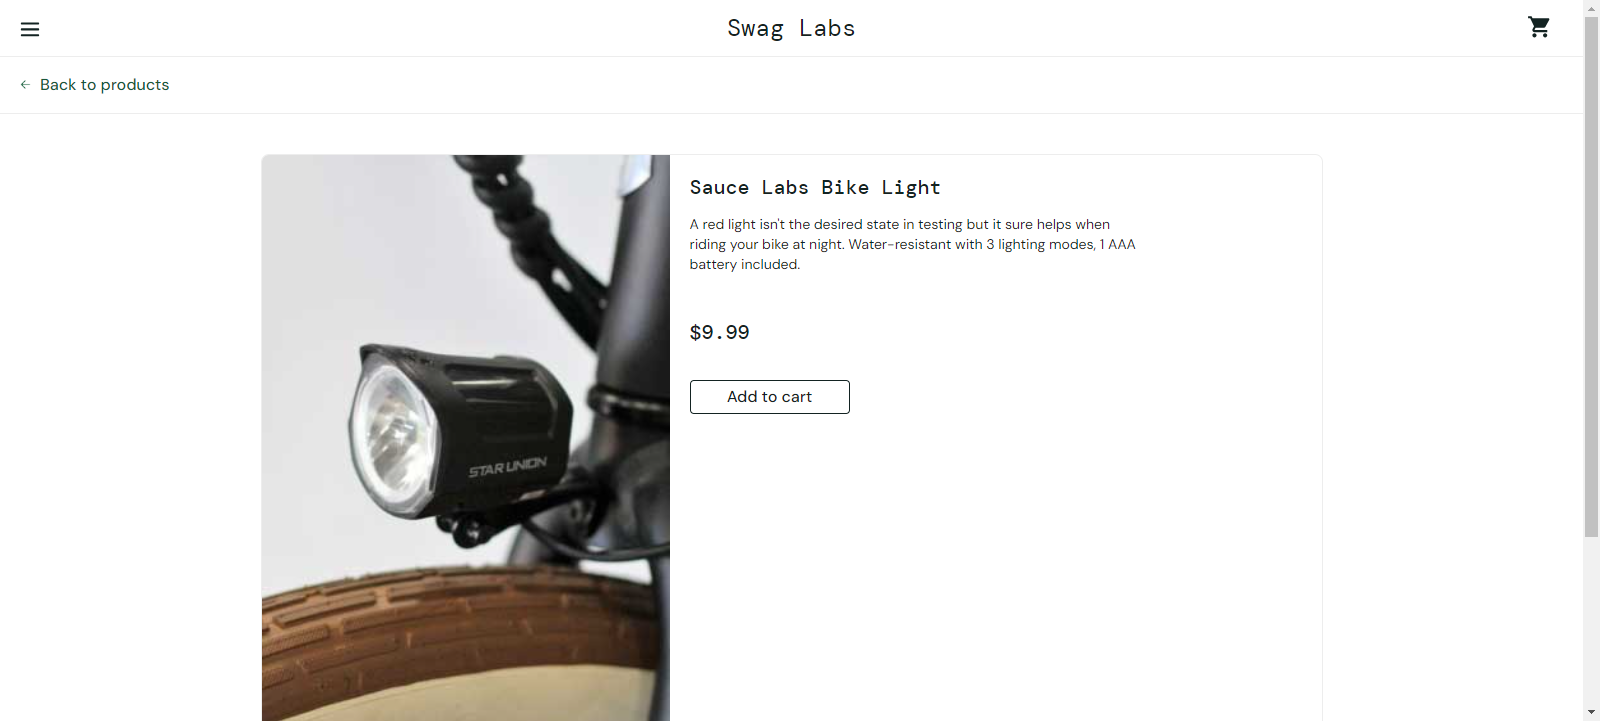 Swag Labs
Back to products
Sauce Labs Bike Light
A red light isn't the desired state in testing but it sure helps when
riding your bike at night. Water-resistant with 3 lighting modes, 1 AAA
battery included.
$9.99
Add to cart
STAR UNION